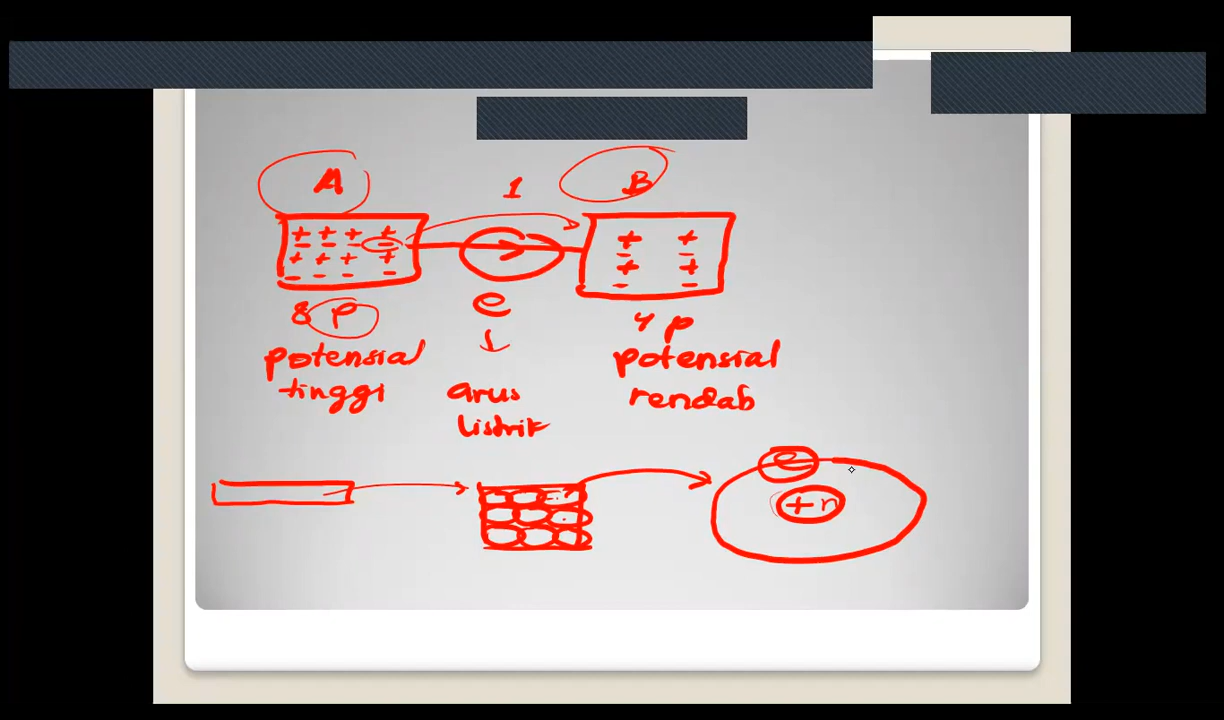 A
1
B
+ + + +
- - - -
+ + + +
- - - -
+ +
- -
+ +
- -
8 P
e
4 p
potensial
tinggi
arus
listrik
potensial
rendah
e
+ n